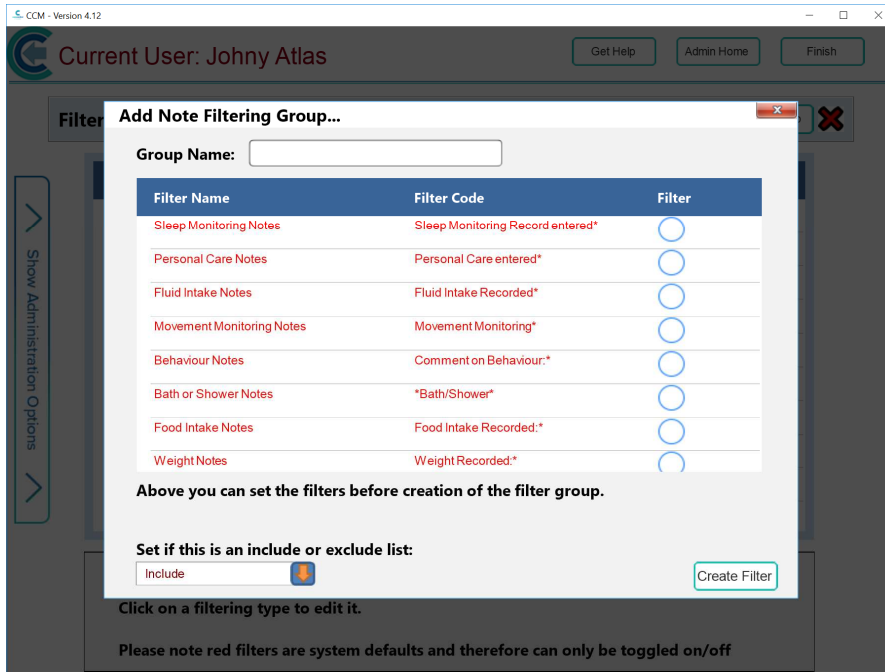 CCM - Version 4.12
Current User: Johny Atlas
Get Help
Admin Home
Finish
Filter
Add Note Filtering Group...
Group Name:
Filter Name Filter Code Filter
Sleep Monitoring Notes Sleep Monitoring Record entered*
Personal Care Notes Personal Care entered*
Fluid Intake Notes Fluid Intake Recorded*
Movement Monitoring Notes Movement Monitoring*
Behaviour Notes Comment on Behaviour:*
Bath or Shower Notes *Bath/Shower*
Food Intake Notes Food Intake Recorded:*
Weight Notes Weight Recorded:*
Show Administration Options
Above you can set the filters before creation of the filter group.
Set if this is an include or exclude list:
Include
Create Filter
Click on a filtering type to edit it.
Please note red filters are system defaults and therefore can only be toggled on/off